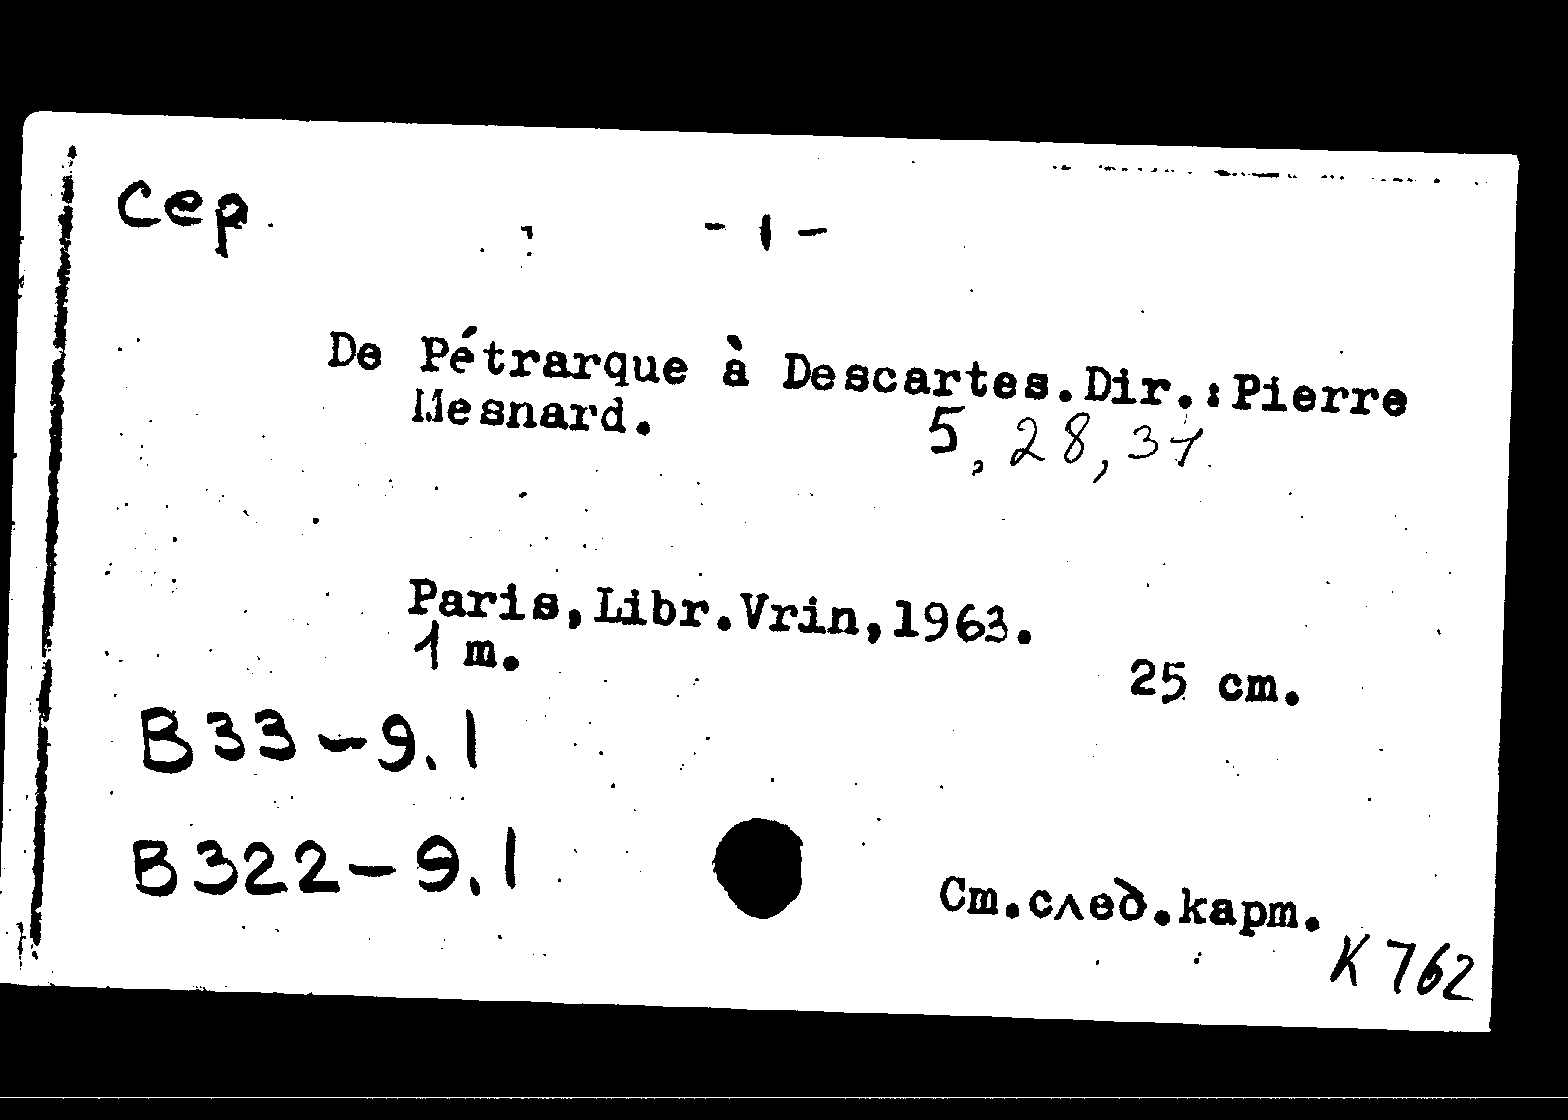 Сер
- 1 -
De Pétrarque à Descartes.Dir.:Pierre
Mesnard.
5, 28, 31
Paris,Libr.Vrin,1963.
1 m.
25 cm.
B33-9.1
B322-9.1
Cm.след.карт.
K 762